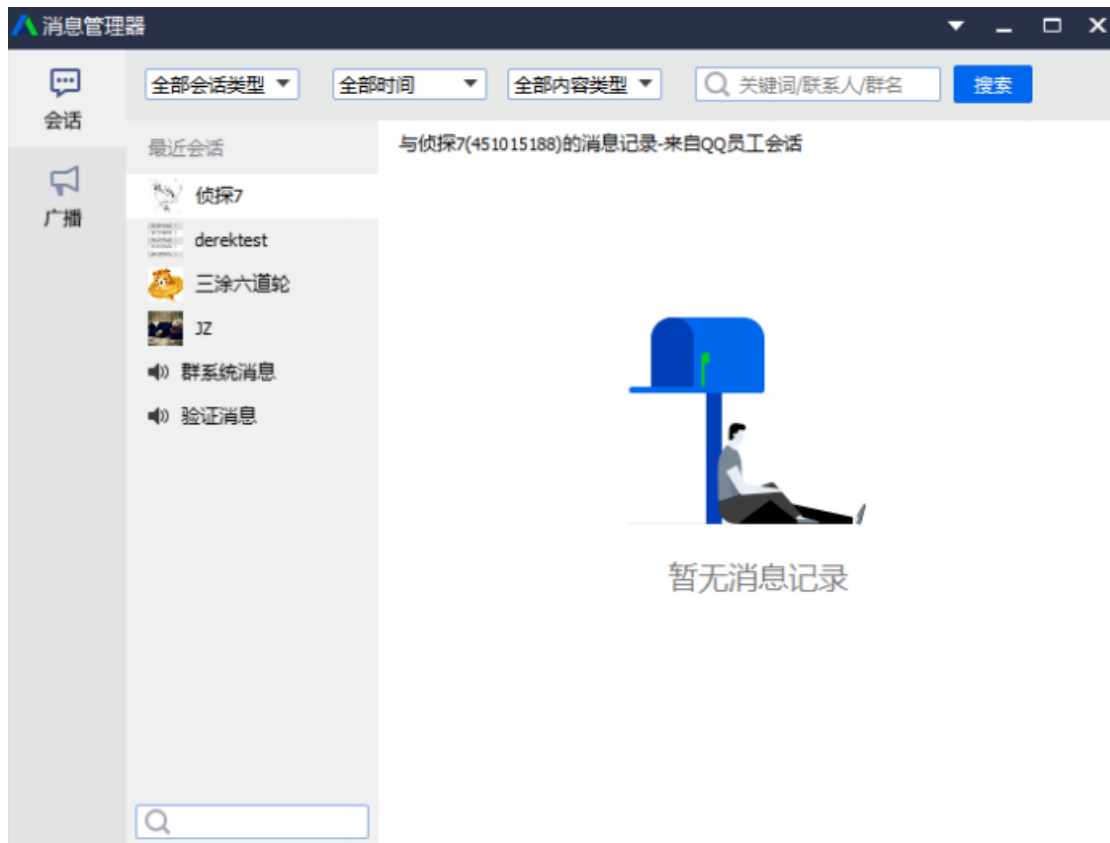 消息管理器
会话
广播
全部会话类型 全部时间 全部内容类型 关键词/联系人/群名 搜索
最近会话
侦探7
derektest
三涂六道轮
JZ
群系统消息
验证消息
与侦探7(451015188)的消息记录-来自QQ员工会话
暂无消息记录